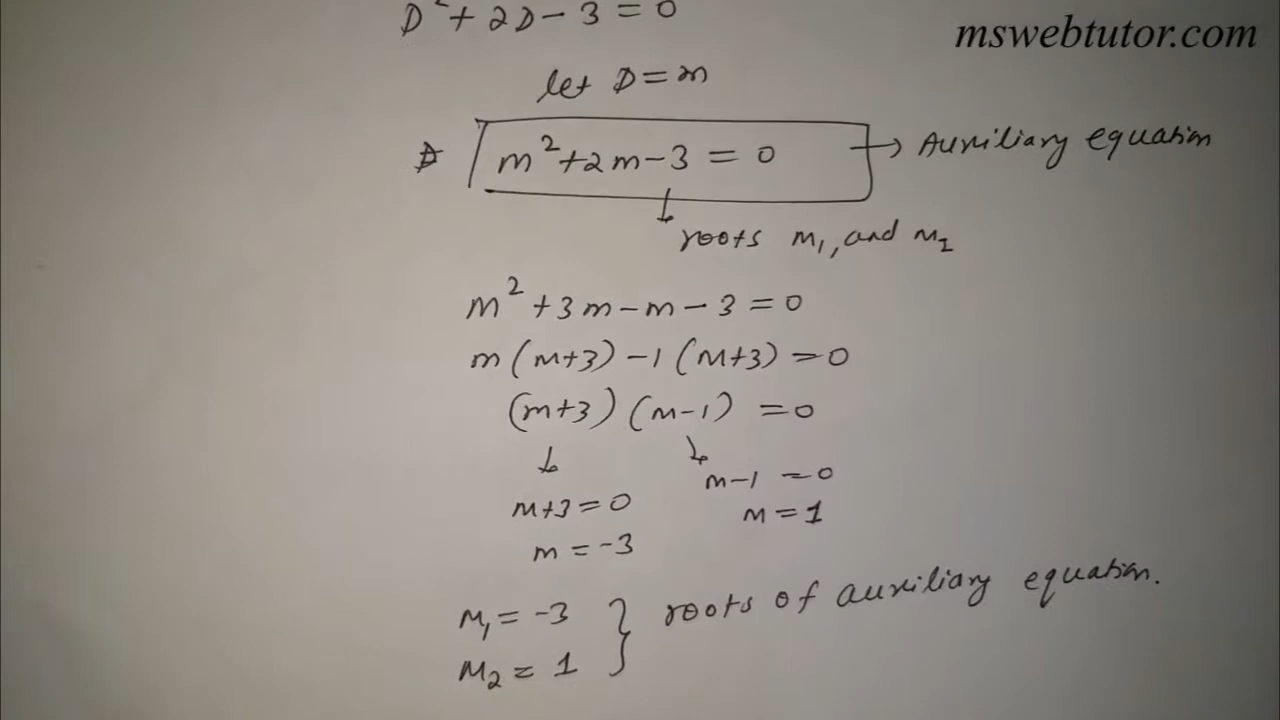 D² + 2D − 3 = 0
mswebtutor.com
let D = m
m² + 2m − 3 = 0 → Auxiliary equation
roots m₁, and m₂
m² + 3m − m − 3 = 0
m (m+3) − 1 (m+3) = 0
(m+3) (m−1) = 0
m+3 = 0 m−1 = 0
m = −3 m = 1
m₁ = −3 } roots of auxiliary equation.
m₂ = 1